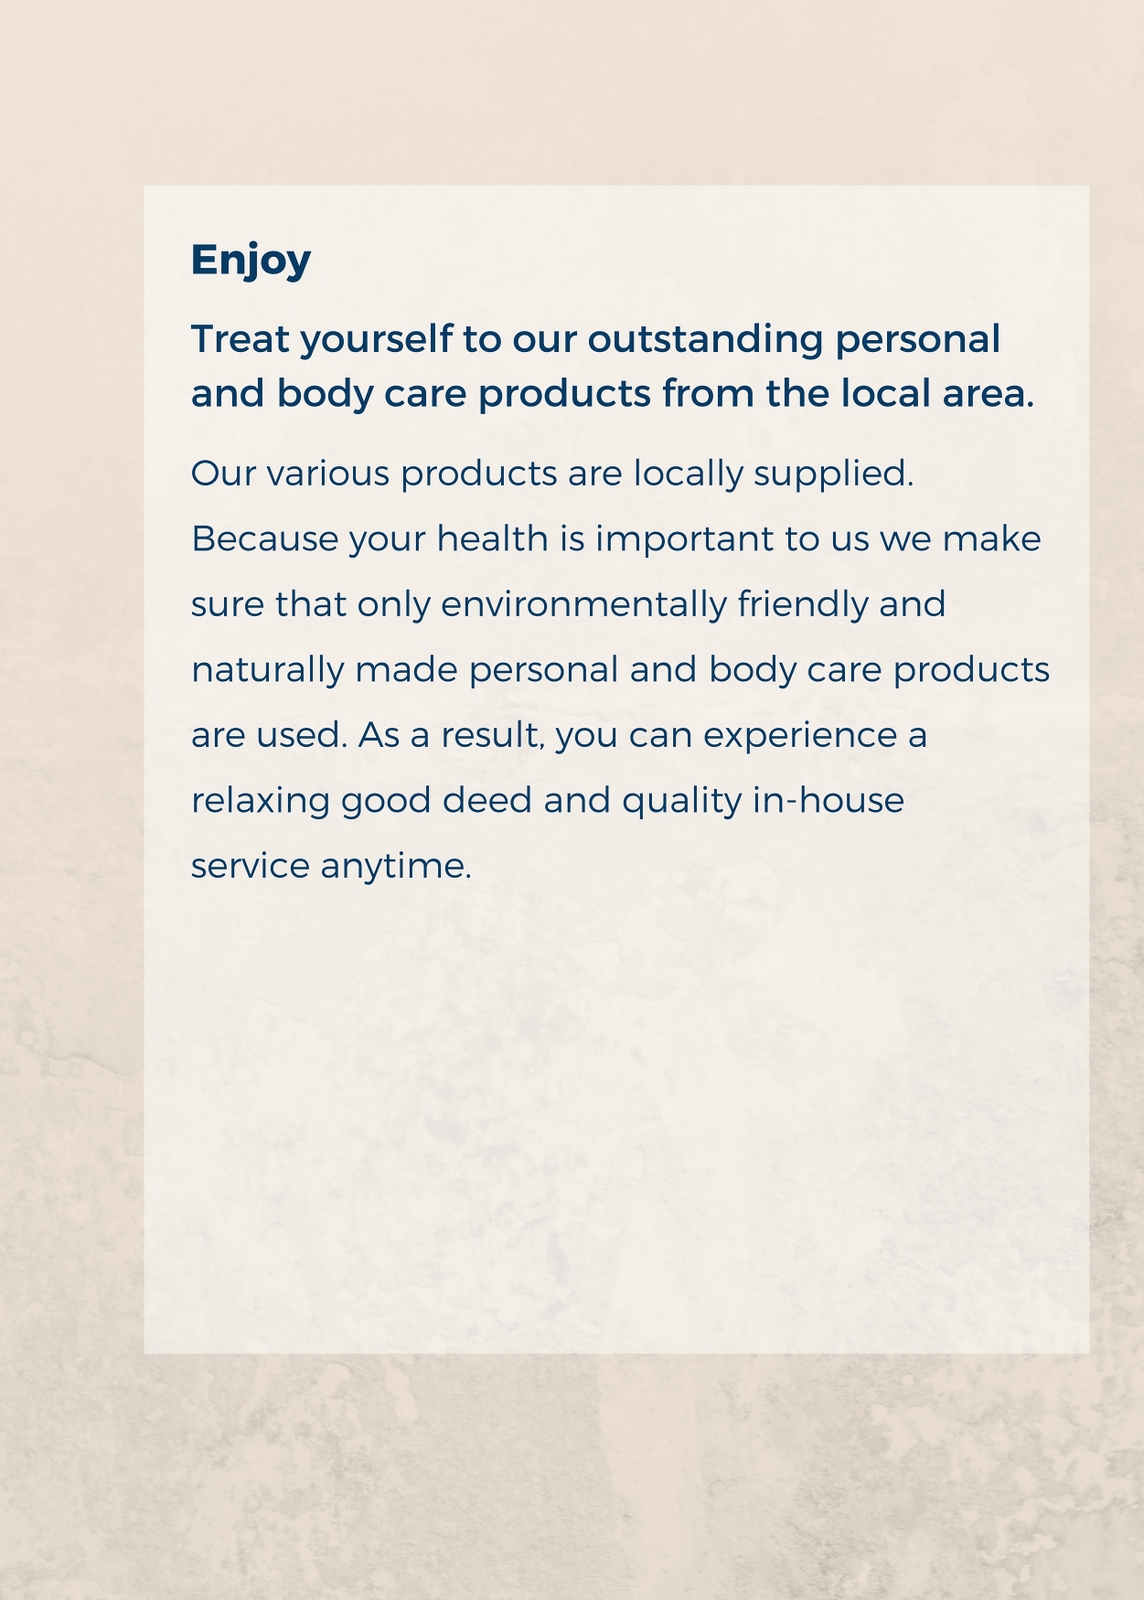 Enjoy
Treat yourself to our outstanding personal
and body care products from the local area.
Our various products are locally supplied.
Because your health is important to us we make
sure that only environmentally friendly and
naturally made personal and body care products
are used. As a result, you can experience a
relaxing good deed and quality in-house
service anytime.